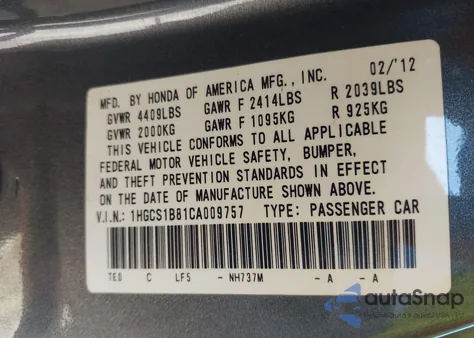 MFD. BY HONDA OF AMERICA MFG., INC. 02/'12
GVWR 4409LBS GAWR F 2414LBS R 2039LBS
GVWR 2000KG GAWR F 1095KG R 925KG
THIS VEHICLE CONFORMS TO ALL APPLICABLE
FEDERAL MOTOR VEHICLE SAFETY, BUMPER,
AND THEFT PREVENTION STANDARDS IN EFFECT
ON THE DATE OF MANUFACTURE SHOWN ABOVE.
V.I.N.: 1HGCS1B81CA009757 TYPE: PASSENGER CAR
TE0 C LF5 - NH737M - A - A
autoSnap